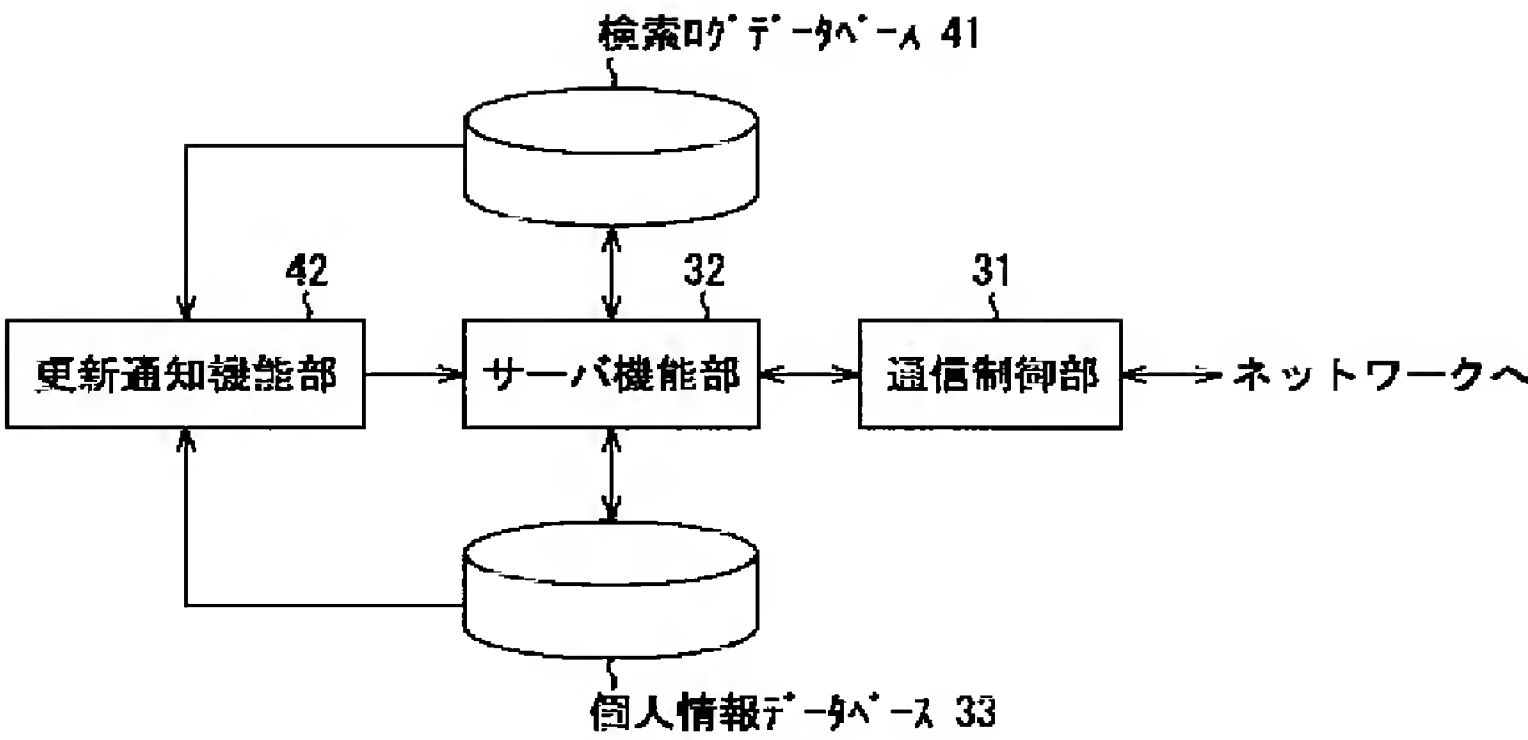 検索ﾛｸﾞﾃﾞｰﾀﾍﾞｰｽ 41
42
32
31
更新通知機能部
サーバ機能部
通信制御部
ネットワークへ
個人情報ﾃﾞｰﾀﾍﾞｰｽ 33